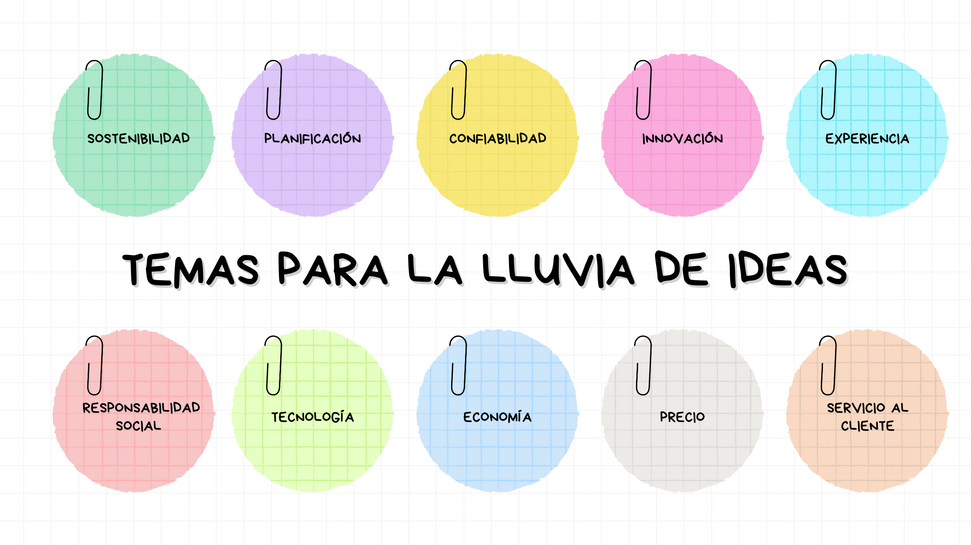 SOSTENIBILIDAD
PLANIFICACIÓN
CONFIABILIDAD
INNOVACIÓN
EXPERIENCIA
TEMAS PARA LA LLUVIA DE IDEAS
RESPONSABILIDAD
SOCIAL
TECNOLOGÍA
ECONOMÍA
PRECIO
SERVICIO AL
CLIENTE